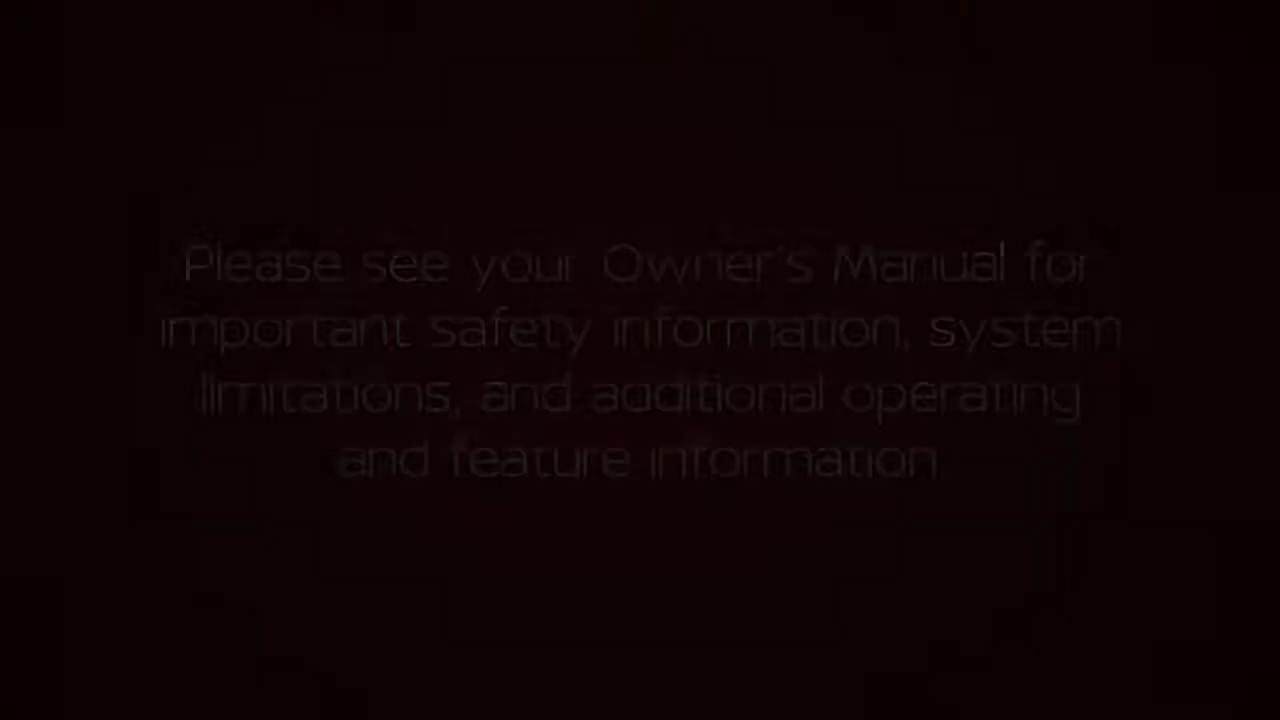 Please see your Owner's Manual for
important safety information, system
limitations, and additional operating
and feature information.